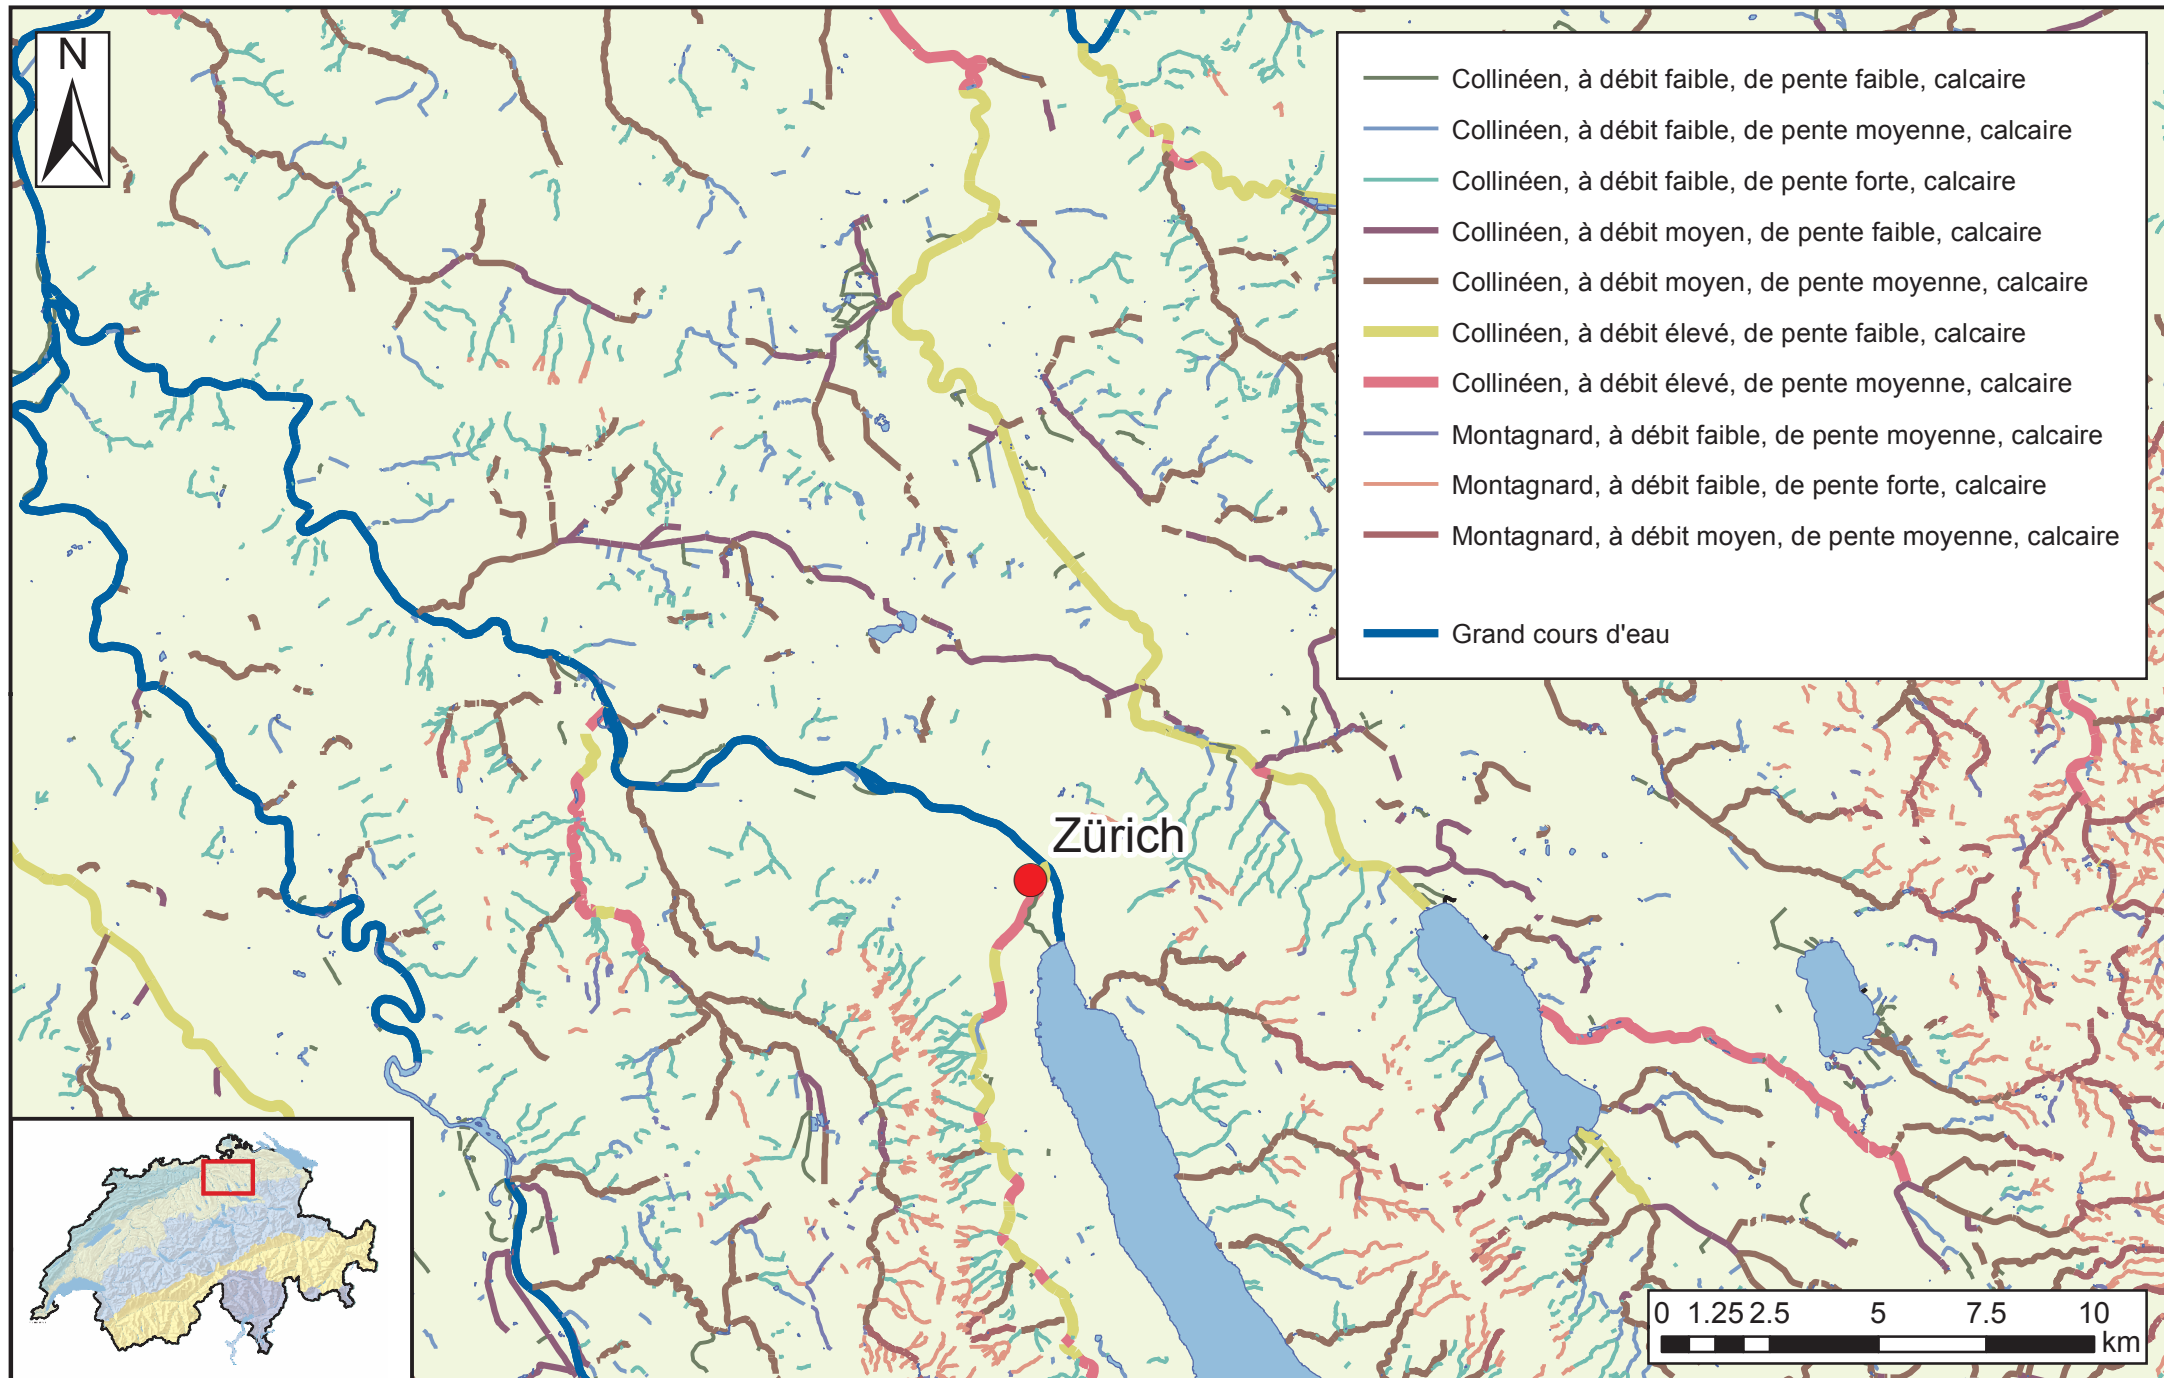 N
Collinéen, à débit faible, de pente faible, calcaire
Collinéen, à débit faible, de pente moyenne, calcaire
Collinéen, à débit faible, de pente forte, calcaire
Collinéen, à débit moyen, de pente faible, calcaire
Collinéen, à débit moyen, de pente moyenne, calcaire
Collinéen, à débit élevé, de pente faible, calcaire
Collinéen, à débit élevé, de pente moyenne, calcaire
Montagnard, à débit faible, de pente moyenne, calcaire
Montagnard, à débit faible, de pente forte, calcaire
Montagnard, à débit moyen, de pente moyenne, calcaire
Grand cours d'eau
Zürich
0 1.25 2.5 5 7.5 10
km